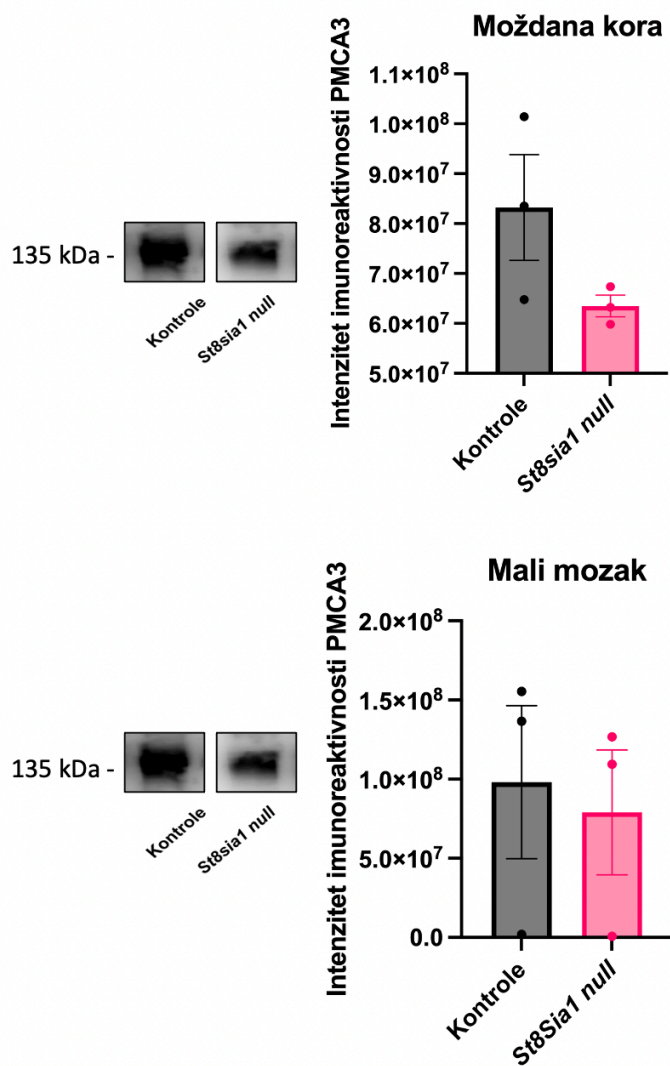 Moždana kora
Intenzitet imunoreaktivnosti PMCA3
1.1×10⁸
1.0×10⁸
9.0×10⁷
8.0×10⁷
7.0×10⁷
6.0×10⁷
5.0×10⁷
Kontrole
St8sia1 null
135 kDa -
Kontrole
St8sia1 null
Mali mozak
Intenzitet imunoreaktivnosti PMCA3
2.0×10⁸
1.5×10⁸
1.0×10⁸
5.0×10⁷
0.0
Kontrole
St8Sia1 null
135 kDa -
Kontrole
St8sia1 null